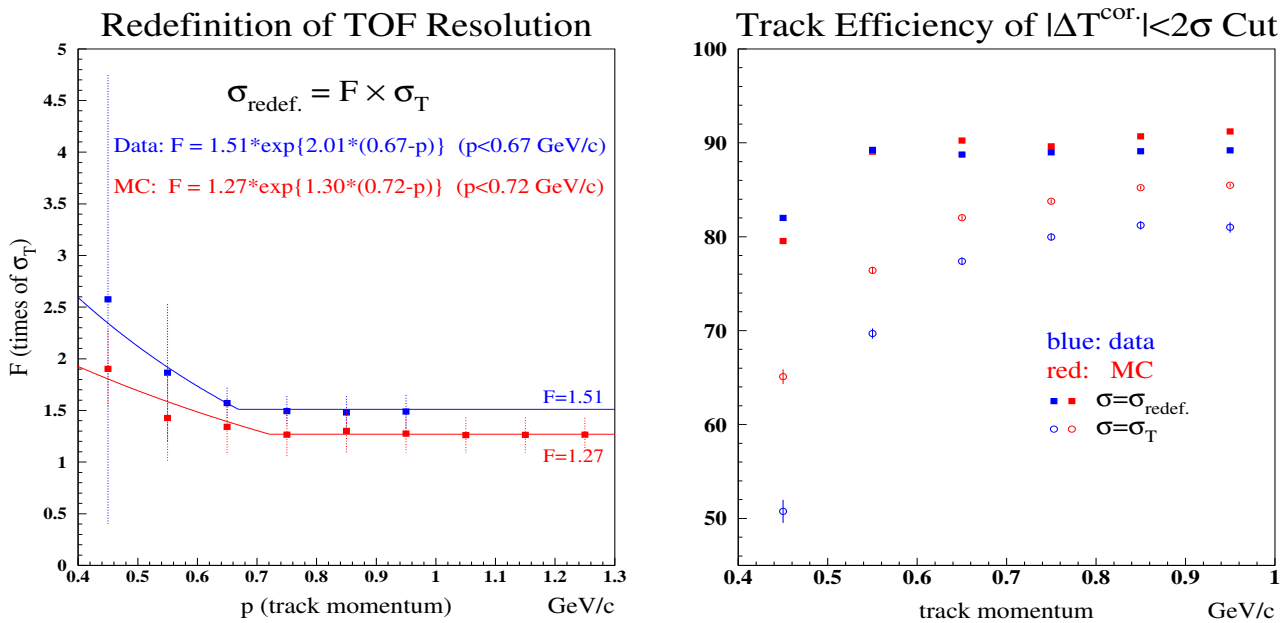 Redefinition of TOF Resolution
σredef. = F × σT
Data: F = 1.51*exp{2.01*(0.67-p)} (p<0.67 GeV/c)
MC: F = 1.27*exp{1.30*(0.72-p)} (p<0.72 GeV/c)
F=1.51
F=1.27
F (times of σT)
5
4.5
4
3.5
3
2.5
2
1.5
1
0.5
0
0.4 0.5 0.6 0.7 0.8 0.9 1 1.1 1.2 1.3
p (track momentum) GeV/c
Track Efficiency of |ΔTcor.|<2σ Cut
100
90
80
70
60
50
blue: data
red: MC
σ=σredef.
σ=σT
0.4 0.5 0.6 0.7 0.8 0.9 1
track momentum GeV/c